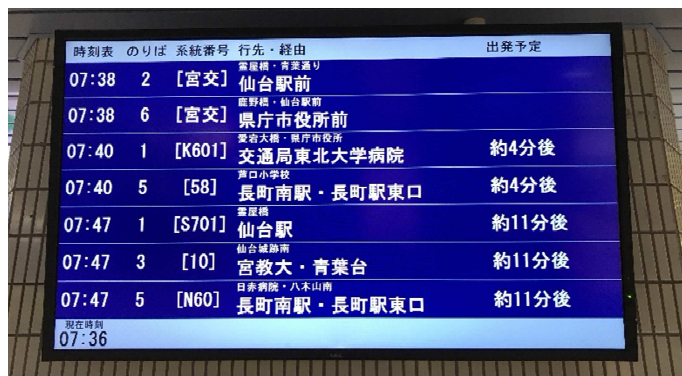 時刻表 のりば 系統番号 行先・経由 出発予定
霊屋橋・青葉通り
07:38 2 [宮交] 仙台駅前
鹿野橋・仙台駅前
07:38 6 [宮交] 県庁市役所前
愛宕大橋・県庁市役所
07:40 1 [K601] 交通局東北大学病院 約4分後
芦口小学校
07:40 5 [58] 長町南駅・長町駅東口 約4分後
霊屋橋
07:47 1 [S701] 仙台駅 約11分後
仙台城跡南
07:47 3 [10] 宮教大・青葉台 約11分後
日赤病院・八木山南
07:47 5 [N60] 長町南駅・長町駅東口 約11分後
現在時刻
07:36